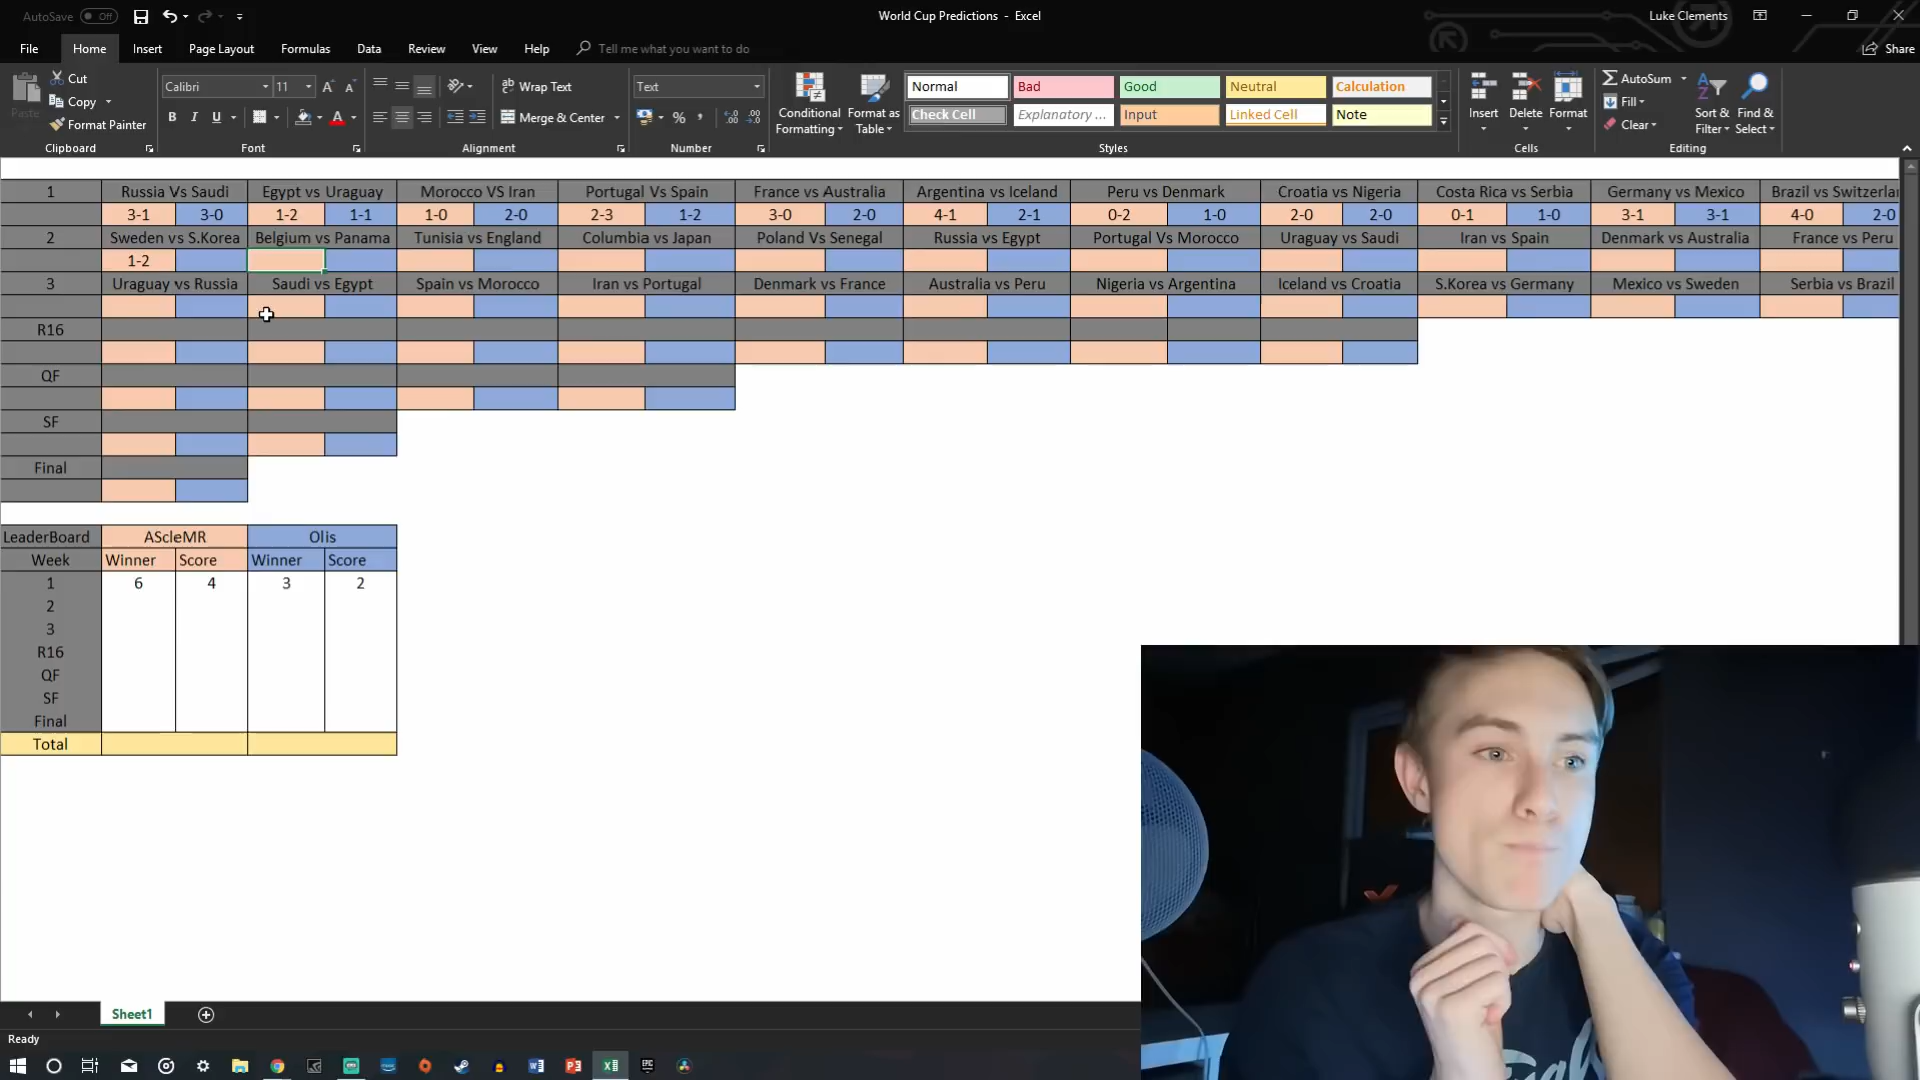 AutoSave Off World Cup Predictions - Excel Luke Clements
File Home Insert Page Layout Formulas Data Review View Help Tell me what you want to do Share
Paste Cut Copy Format Painter
Calibri 11
B I U
Wrap Text
Merge & Center
Text
Conditional Formatting Format as Table
Normal Bad Good Neutral Calculation
Check Cell Explanatory ... Input Linked Cell Note
Insert Delete Format
AutoSum Fill Clear
Sort & Filter Find & Select
Clipboard Font Alignment Number Styles Cells Editing
1 Russia Vs Saudi Egypt vs Uraguay Morocco VS Iran Portugal Vs Spain France vs Australia Argentina vs Iceland Peru vs Denmark Croatia vs Nigeria Costa Rica vs Serbia Germany vs Mexico Brazil vs Switzerlan
3-1 3-0 1-2 1-1 1-0 2-0 2-3 1-2 3-0 2-0 4-1 2-1 0-2 1-0 2-0 2-0 0-1 1-0 3-1 3-1 4-0 2-0
2 Sweden vs S.Korea Belgium vs Panama Tunisia vs England Columbia vs Japan Poland Vs Senegal Russia vs Egypt Portugal Vs Morocco Uraguay vs Saudi Iran vs Spain Denmark vs Australia France vs Peru
1-2
3 Uraguay vs Russia Saudi vs Egypt Spain vs Morocco Iran vs Portugal Denmark vs France Australia vs Peru Nigeria vs Argentina Iceland vs Croatia S.Korea vs Germany Mexico vs Sweden Serbia vs Brazil
R16
QF
SF
Final
LeaderBoard AScleMR Olis
Week Winner Score Winner Score
1 6 4 3 2
2
3
R16
QF
SF
Final
Total
Sheet1
Ready